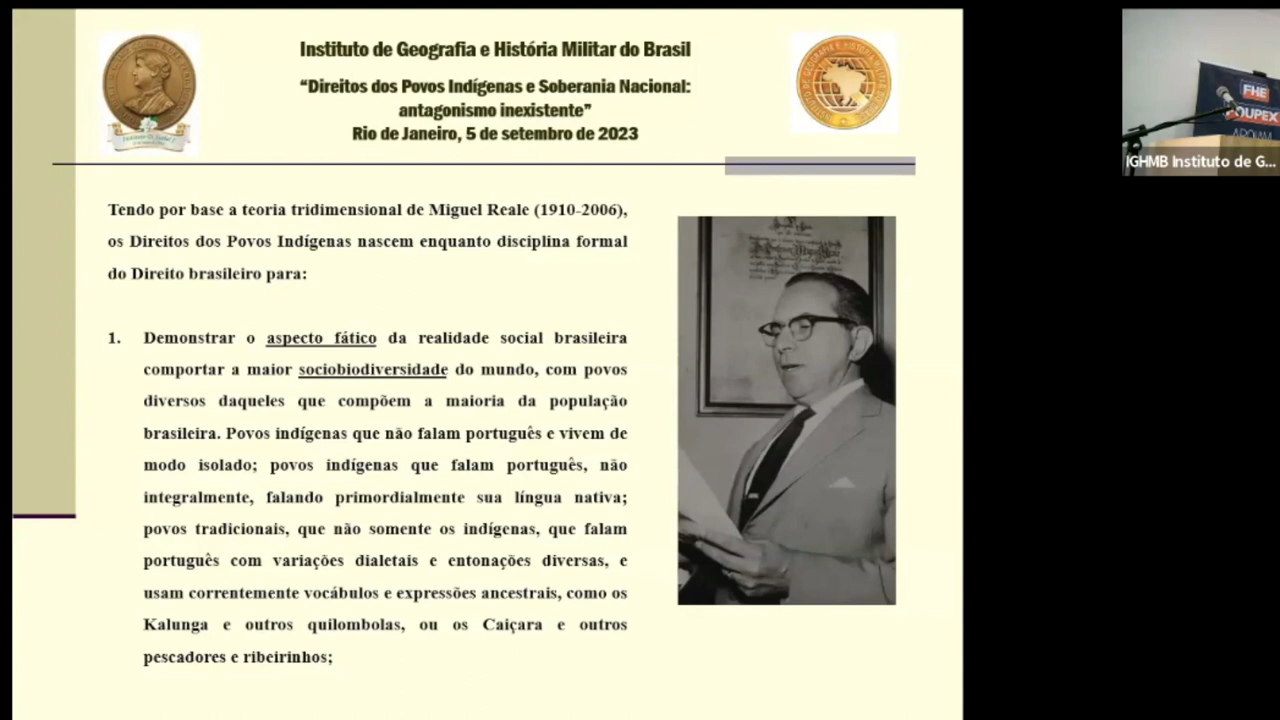 Instituto de Geografia e História Militar do Brasil
“Direitos dos Povos Indígenas e Soberania Nacional:
antagonismo inexistente”
Rio de Janeiro, 5 de setembro de 2023
FHE
POUPEX
IGHMB Instituto de G...
Tendo por base a teoria tridimensional de Miguel Reale (1910-2006),
os Direitos dos Povos Indígenas nascem enquanto disciplina formal
do Direito brasileiro para:
1. Demonstrar o aspecto fático da realidade social brasileira
comportar a maior sociobiodiversidade do mundo, com povos
diversos daqueles que compõem a maioria da população
brasileira. Povos indígenas que não falam português e vivem de
modo isolado; povos indígenas que falam português, não
integralmente, falando primordialmente sua língua nativa;
povos tradicionais, que não somente os indígenas, que falam
português com variações dialetais e entonações diversas, e
usam correntemente vocábulos e expressões ancestrais, como os
Kalunga e outros quilombolas, ou os Caiçara e outros
pescadores e ribeirinhos;